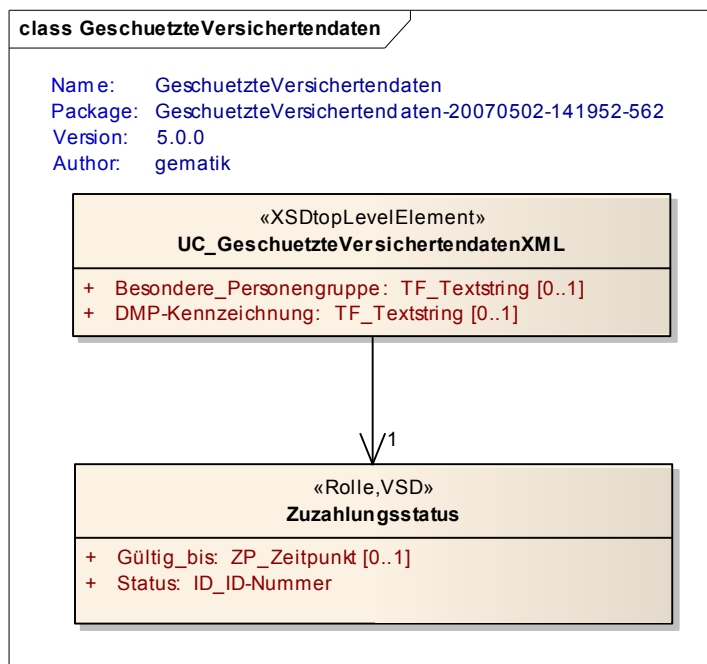 class GeschuetzteVersichertendaten
Name: GeschuetzteVersichertendaten
Package: GeschuetzteVersichertendaten-20070502-141952-562
Version: 5.0.0
Author: gematik
«XSDtopLevelElement»
UC_GeschuetzteVersichertendatenXML
+ Besondere_Personengruppe: TF_Textstring [0..1]
+ DMP-Kennzeichnung: TF_Textstring [0..1]
1
«Rolle,VSD»
Zuzahlungsstatus
+ Gültig_bis: ZP_Zeitpunkt [0..1]
+ Status: ID_ID-Nummer